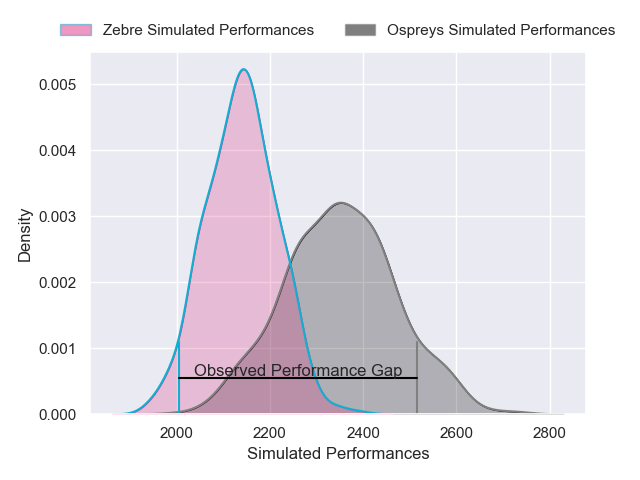 Zebre Simulated Performances Ospreys Simulated Performances
0.005
0.004
0.003
0.002
0.001
0.000
Density
Observed Performance Gap
2000 2200 2400 2600 2800
Simulated Performances